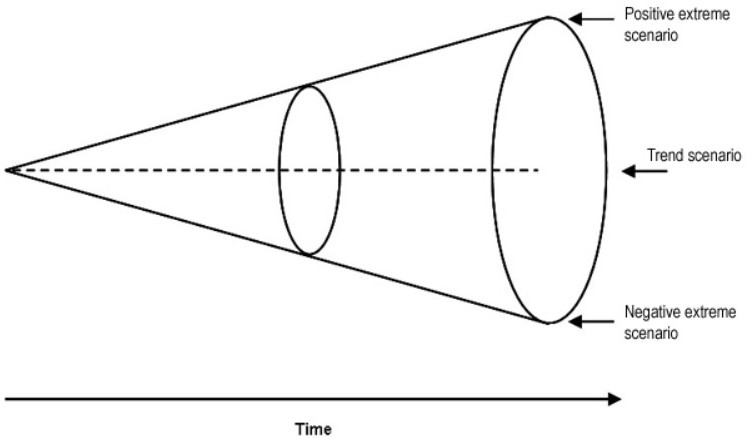 Positive extreme
scenario
Trend scenario
Negative extreme
scenario
Time